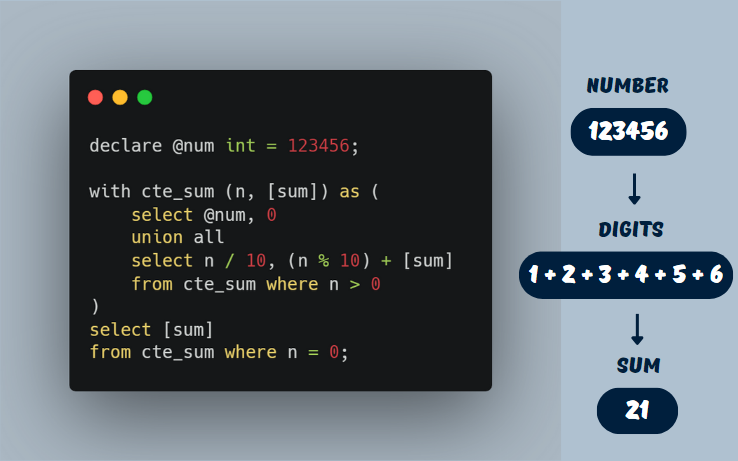 declare @num int = 123456;
with cte_sum (n, [sum]) as (
select @num, 0
union all
select n / 10, (n % 10) + [sum]
from cte_sum where n > 0
)
select [sum]
from cte_sum where n = 0;
NUMBER
123456
DIGITS
1 + 2 + 3 + 4 + 5 + 6
SUM
21